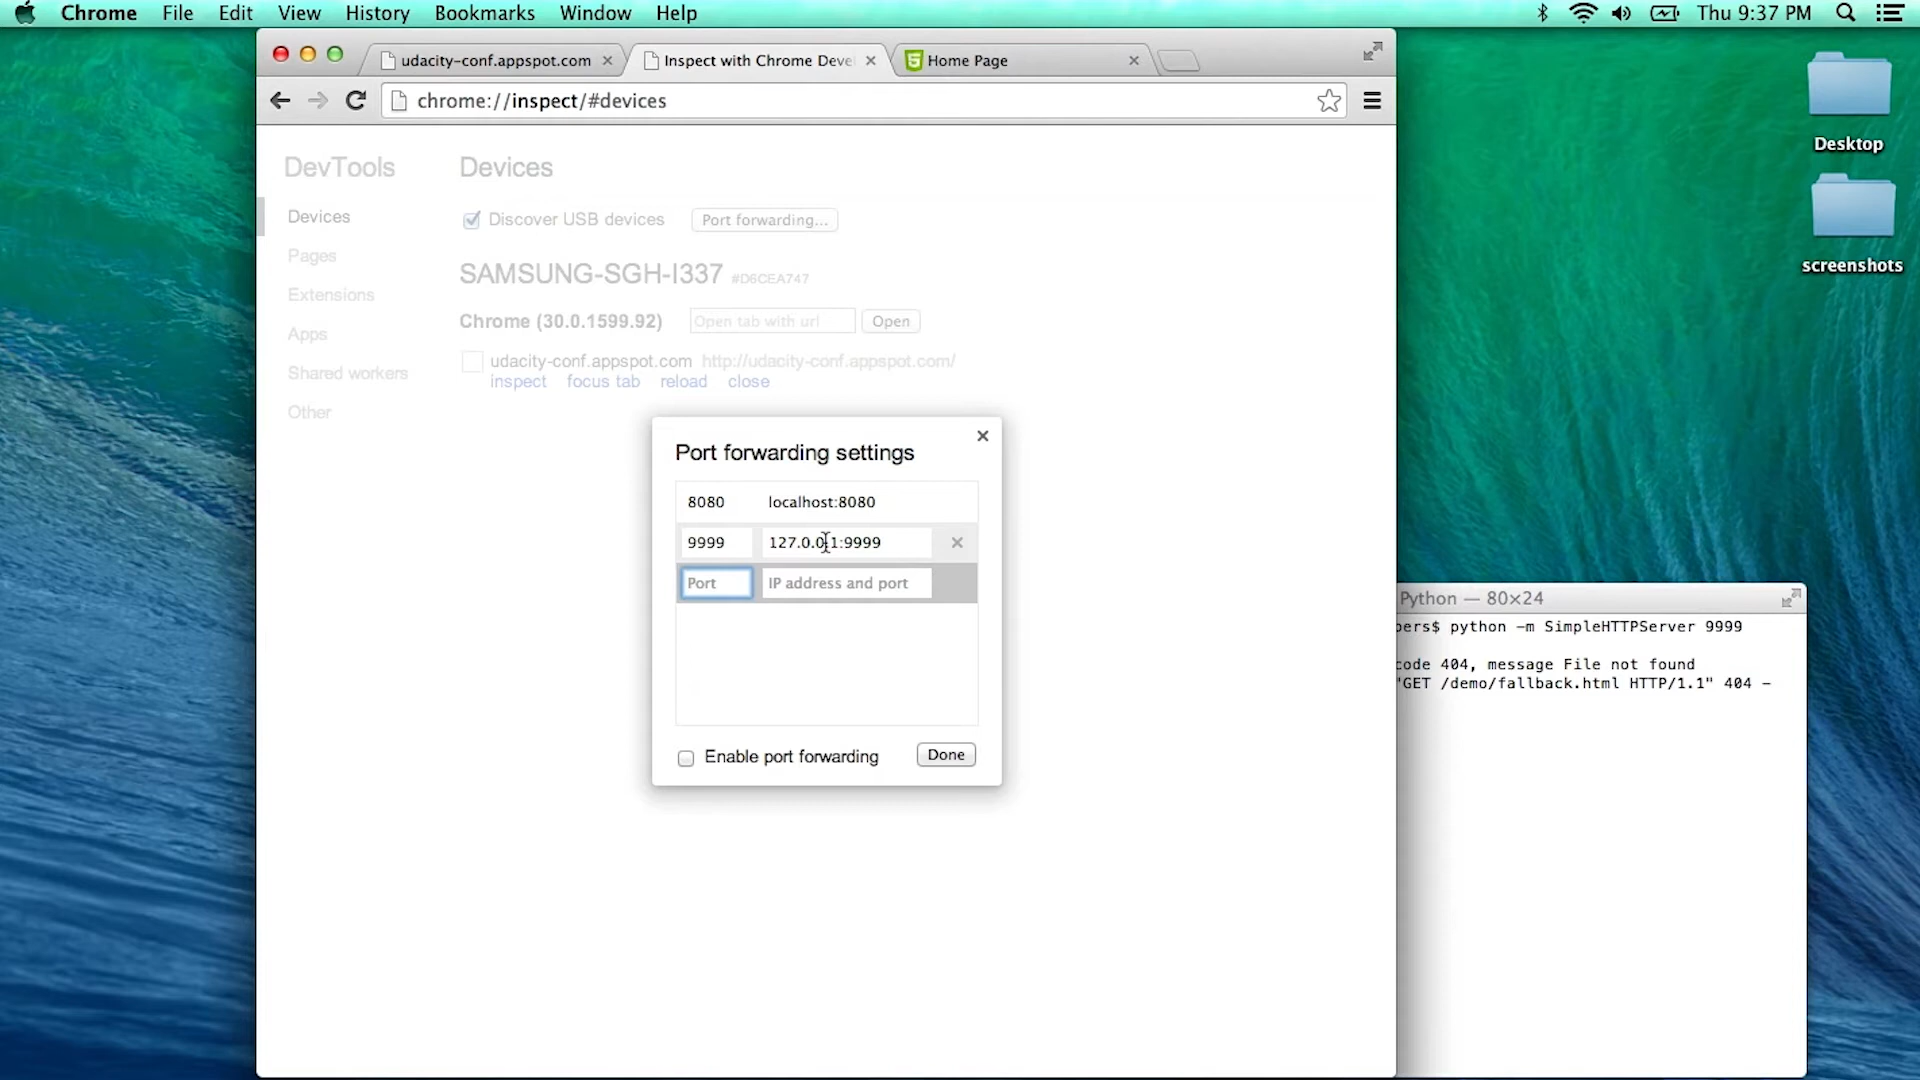 Chrome File Edit View History Bookmarks Window Help Thu 9:37 PM
udacity-conf.appspot.com Inspect with Chrome Deve Home Page
chrome://inspect/#devices
Desktop
screenshots
DevTools
Devices
Pages
Extensions
Apps
Shared workers
Other
Devices
Discover USB devices Port forwarding...
SAMSUNG-SGH-I337 #D6CEA747
Chrome (30.0.1599.92) Open tab with url Open
udacity-conf.appspot.com http://udacity-conf.appspot.com/
inspect focus tab reload close
Port forwarding settings
8080 localhost:8080
9999 127.0.0.1:9999
Port IP address and port
Enable port forwarding Done
Python — 80×24
bers$ python -m SimpleHTTPServer 9999
code 404, message File not found
"GET /demo/fallback.html HTTP/1.1" 404 -